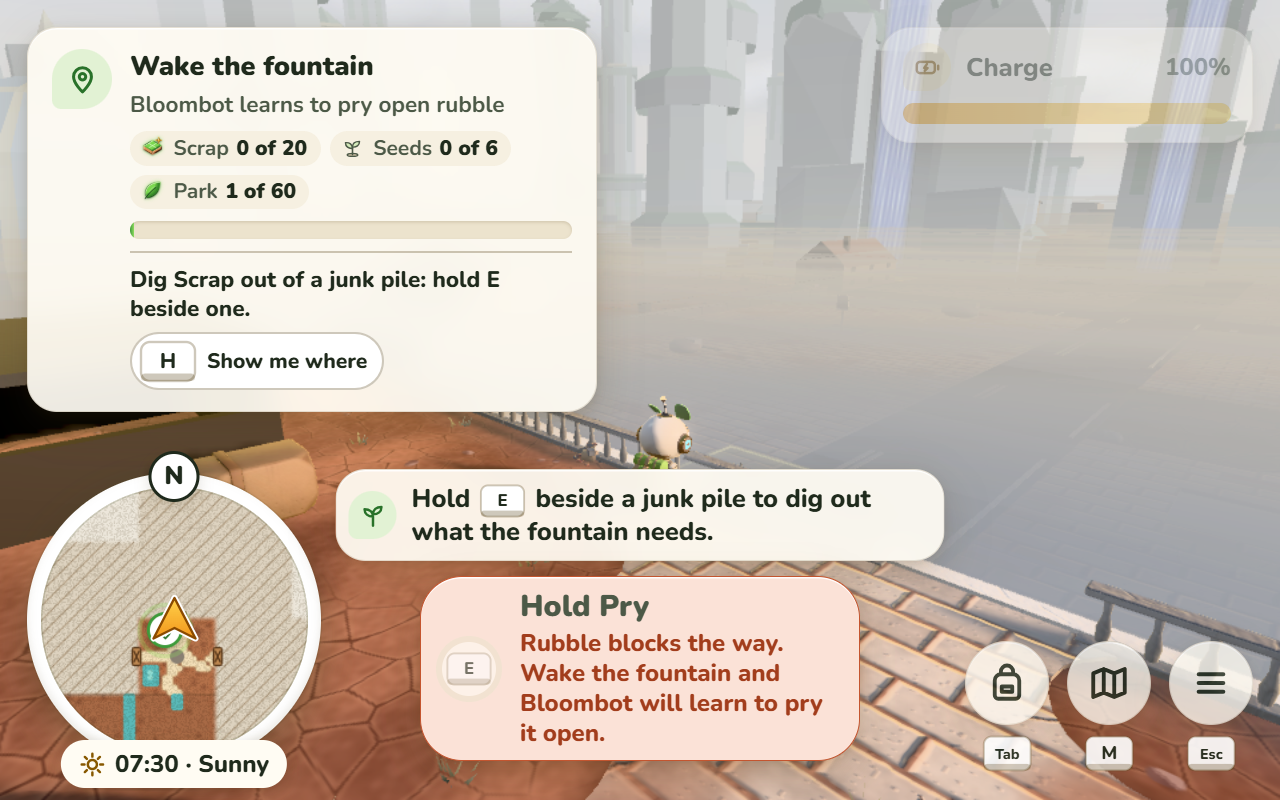 Wake the fountain
Bloombot learns to pry open rubble
Scrap 0 of 20
Seeds 0 of 6
Park 1 of 60
Dig Scrap out of a junk pile: hold E
beside one.
H Show me where
Charge 100%
N
Hold E beside a junk pile to dig out
what the fountain needs.
Hold Pry
E
Rubble blocks the way.
Wake the fountain and
Bloombot will learn to pry
it open.
07:30 · Sunny
Tab
M
Esc